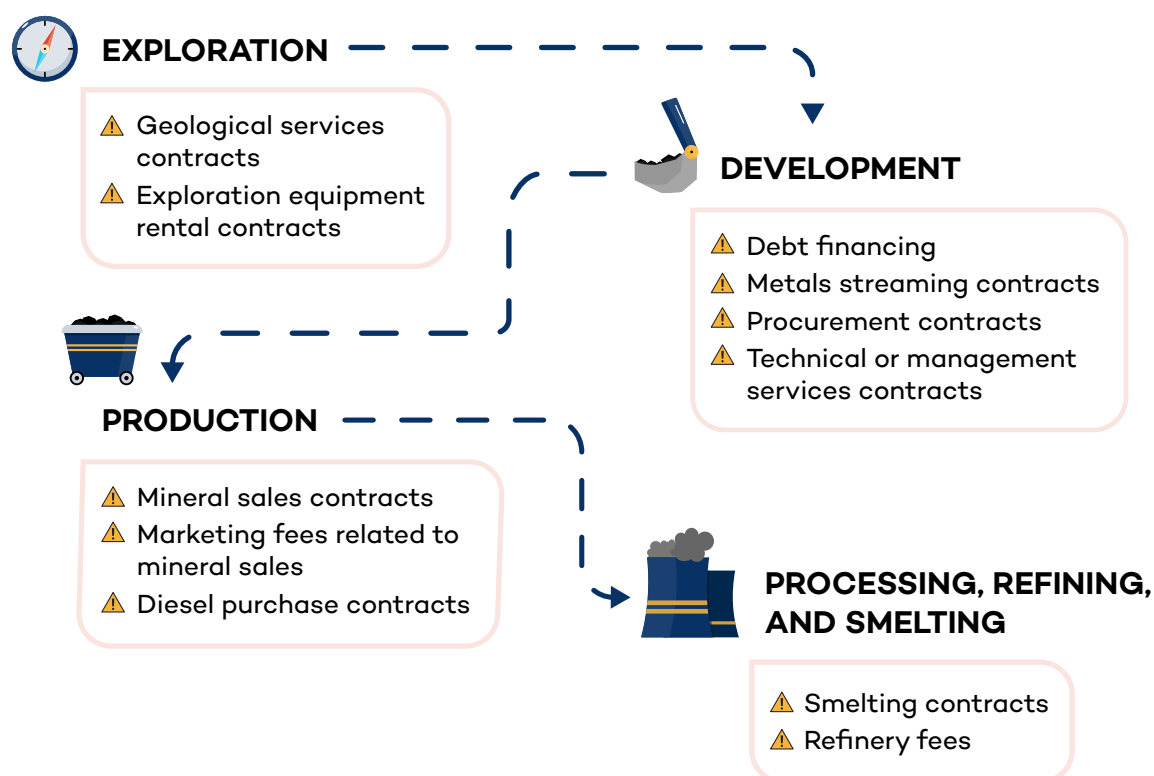 EXPLORATION
Geological services
contracts
Exploration equipment
rental contracts
DEVELOPMENT
Debt financing
Metals streaming contracts
Procurement contracts
Technical or management
services contracts
PRODUCTION
Mineral sales contracts
Marketing fees related to
mineral sales
Diesel purchase contracts
PROCESSING, REFINING,
AND SMELTING
Smelting contracts
Refinery fees